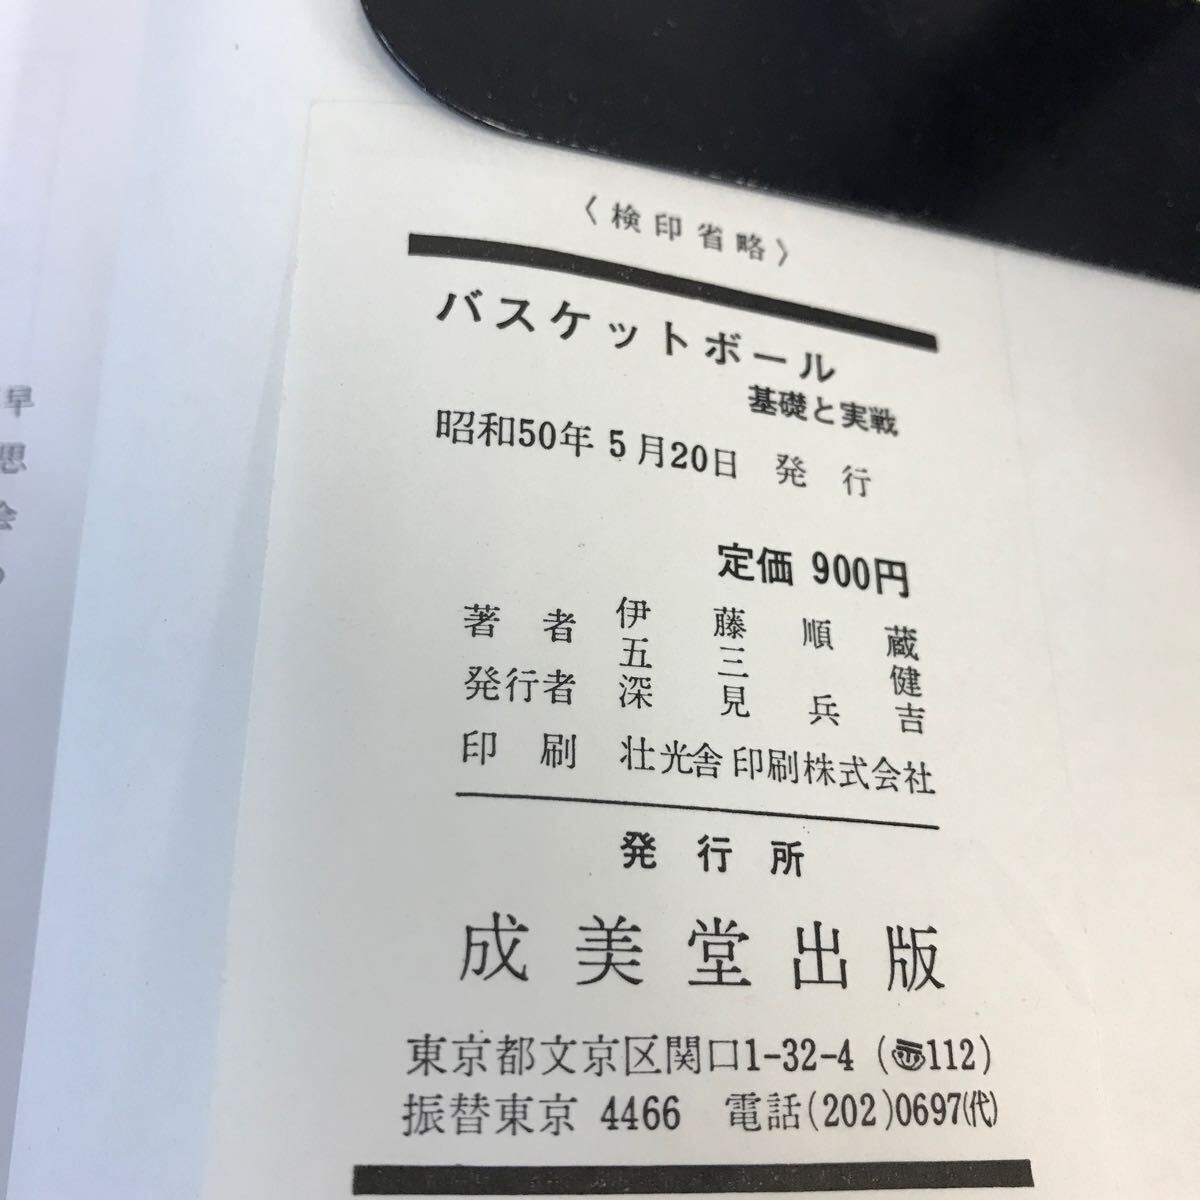 〈検印省略〉
バスケットボール
基礎と実戦
昭和50年5月20日 発行
定価 900円
著者 伊藤順蔵
五三健
発行者 深見兵吉
印刷 壮光舎印刷株式会社
発行所
成美堂出版
東京都文京区関口1-32-4 (〠112)
振替東京 4466 電話(202)0697(代)
早
思
会